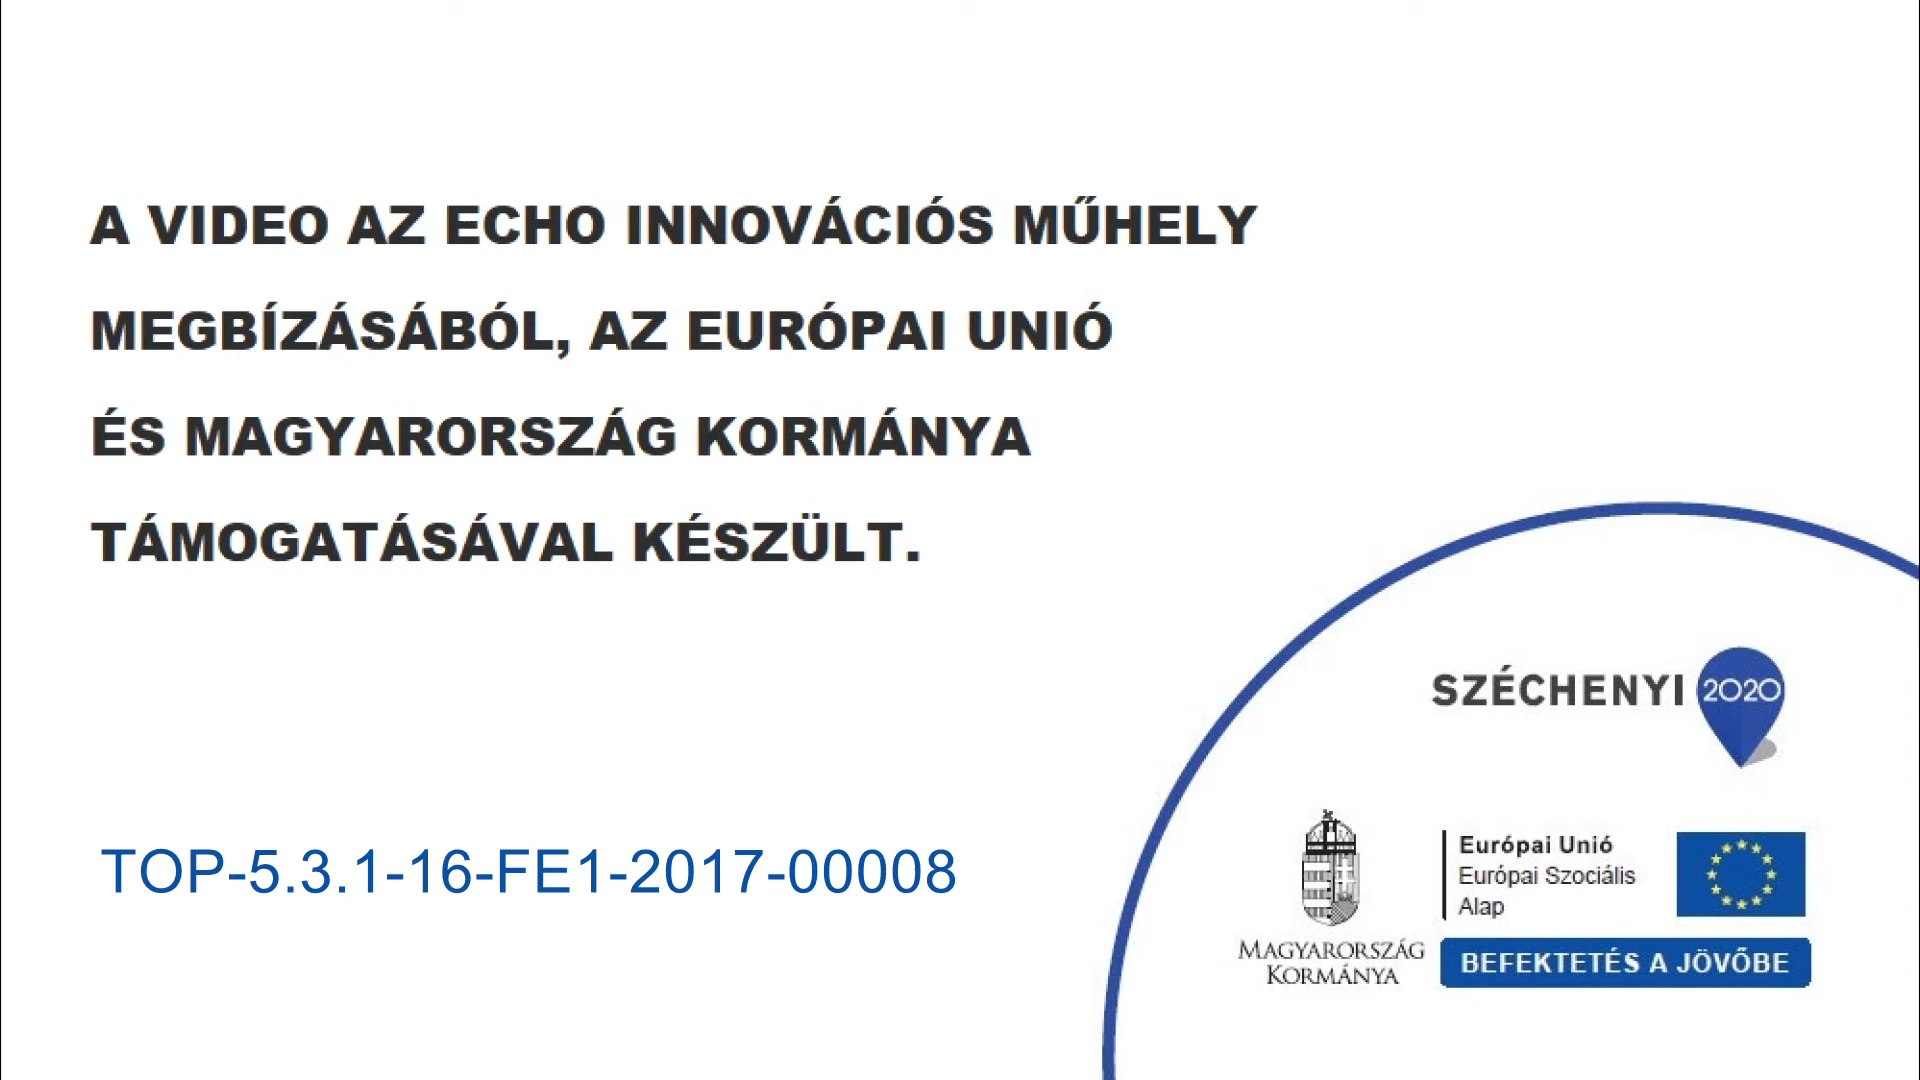 A VIDEO AZ ECHO INNOVÁCIÓS MŰHELY
MEGBÍZÁSÁBÓL, AZ EURÓPAI UNIÓ
ÉS MAGYARORSZÁG KORMÁNYA
TÁMOGATÁSÁVAL KÉSZÜLT.
TOP-5.3.1-16-FE1-2017-00008
SZÉCHENYI 2020
MAGYARORSZÁG
KORMÁNYA
Európai Unió
Európai Szociális
Alap
BEFEKTETÉS A JÖVŐBE